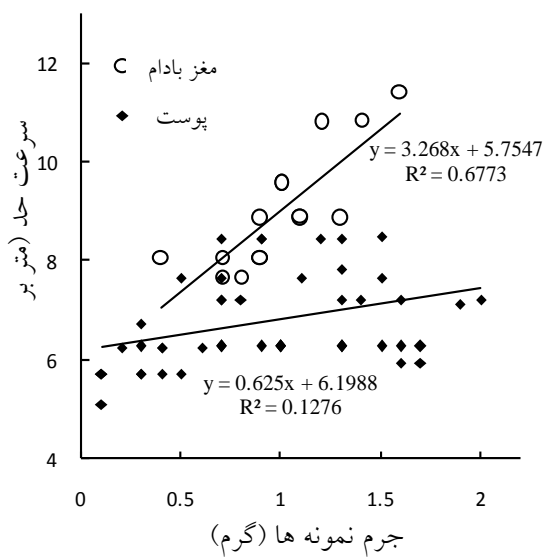 12
10
8
6
4
0
0.5
1
1.5
2
سرعت حد (متر بر
جرم نمونه ها (گرم)
مغز بادام
پوست
y = 3.268x + 5.7547
R² = 0.6773
y = 0.625x + 6.1988
R² = 0.1276